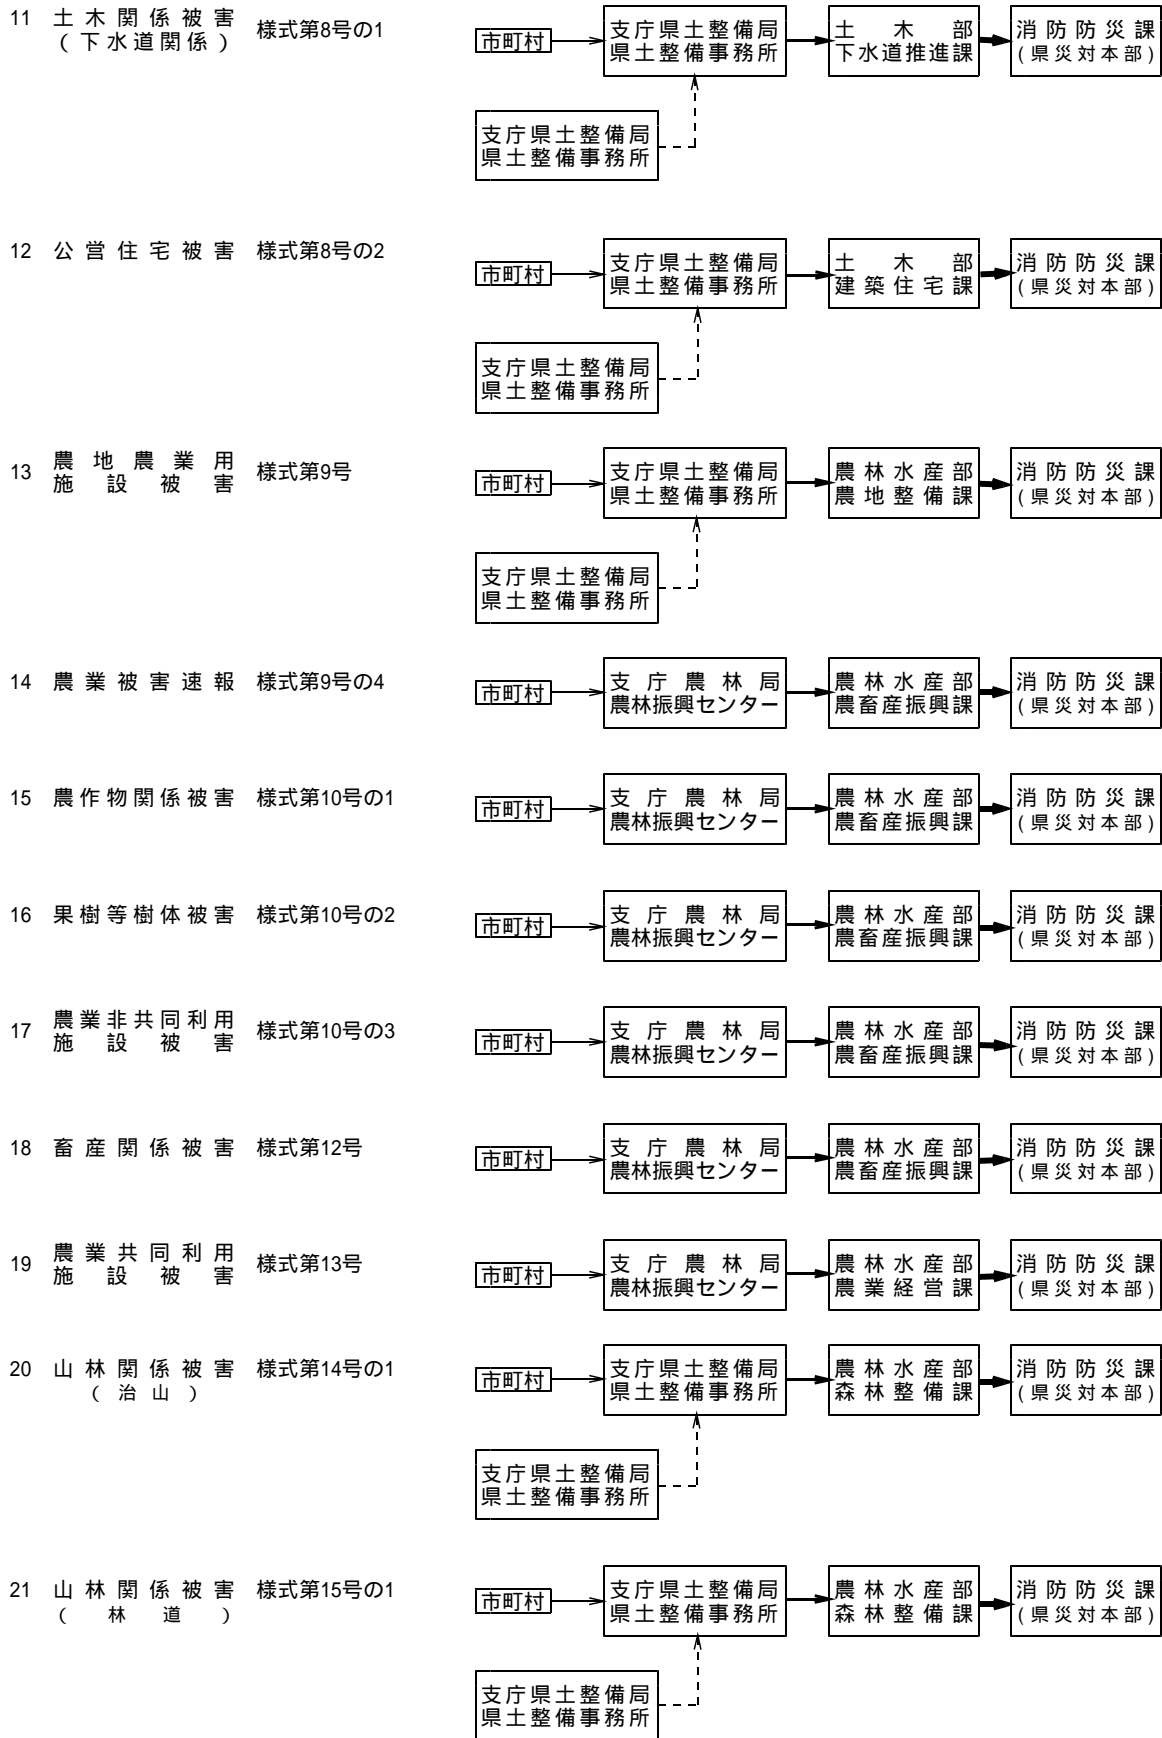 11 土木関係被害 様式第8号の1
(下水道関係)
市町村
支庁県土整備局
県土整備事務所
土木部
下水道推進課
消防防災課
(県災対本部)
支庁県土整備局
県土整備事務所
12 公営住宅被害 様式第8号の2
市町村
支庁県土整備局
県土整備事務所
土木部
建築住宅課
消防防災課
(県災対本部)
支庁県土整備局
県土整備事務所
13 農地農業用
施設被害
様式第9号
市町村
支庁県土整備局
県土整備事務所
農林水産部
農地整備課
消防防災課
(県災対本部)
支庁県土整備局
県土整備事務所
14 農業被害速報 様式第9号の4
市町村
支庁農林局
農林振興センター
農林水産部
農畜産振興課
消防防災課
(県災対本部)
15 農作物関係被害 様式第10号の1
市町村
支庁農林局
農林振興センター
農林水産部
農畜産振興課
消防防災課
(県災対本部)
16 果樹等樹体被害 様式第10号の2
市町村
支庁農林局
農林振興センター
農林水産部
農畜産振興課
消防防災課
(県災対本部)
17 農業非共同利用
施設被害
様式第10号の3
市町村
支庁農林局
農林振興センター
農林水産部
農畜産振興課
消防防災課
(県災対本部)
18 畜産関係被害 様式第12号
市町村
支庁農林局
農林振興センター
農林水産部
農畜産振興課
消防防災課
(県災対本部)
19 農業共同利用
施設被害
様式第13号
市町村
支庁農林局
農林振興センター
農林水産部
農業経営課
消防防災課
(県災対本部)
20 山林関係被害 様式第14号の1
(治山)
市町村
支庁県土整備局
県土整備事務所
農林水産部
森林整備課
消防防災課
(県災対本部)
支庁県土整備局
県土整備事務所
21 山林関係被害 様式第15号の1
(林道)
市町村
支庁県土整備局
県土整備事務所
農林水産部
森林整備課
消防防災課
(県災対本部)
支庁県土整備局
県土整備事務所